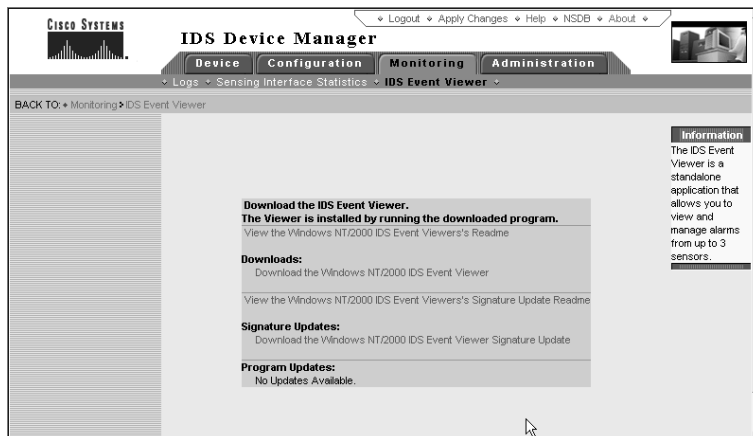 CISCO SYSTEMS
Logout Apply Changes Help NSDB About
IDS Device Manager
Device Configuration Monitoring Administration
Logs Sensing Interface Statistics IDS Event Viewer
BACK TO: Monitoring IDS Event Viewer
Information
The IDS Event
Viewer is a
standalone
application that
allows you to
view and
manage alarms
from up to 3
sensors.
Download the IDS Event Viewer.
The Viewer is installed by running the downloaded program.
View the Windows NT/2000 IDS Event Viewers's Readme
Downloads:
Download the Windows NT/2000 IDS Event Viewer
View the Windows NT/2000 IDS Event Viewers's Signature Update Readme
Signature Updates:
Download the Windows NT/2000 IDS Event Viewer Signature Update
Program Updates:
No Updates Available.